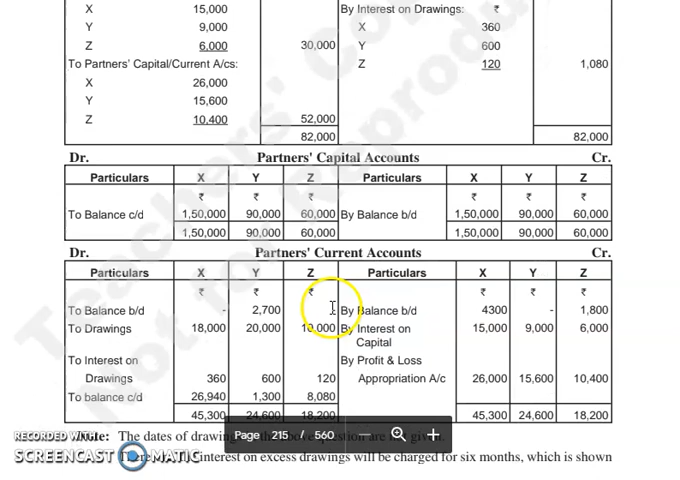 X 15,000 By Interest on Drawings: ₹
Y 9,000 X 360
Z 6,000 30,000 Y 600
To Partners' Capital/Current A/cs: Z 120 1,080
X 26,000
Y 15,600
Z 10,400 52,000
82,000 82,000
Dr. Partners' Capital Accounts Cr.
Particulars X Y Z Particulars X Y Z
₹ ₹ ₹ ₹ ₹ ₹
To Balance c/d 1,50,000 90,000 60,000 By Balance b/d 1,50,000 90,000 60,000
1,50,000 90,000 60,000 1,50,000 90,000 60,000
Dr. Partners' Current Accounts Cr.
Particulars X Y Z Particulars X Y Z
₹ ₹ ₹ ₹ ₹ ₹
To Balance b/d - 2,700 By Balance b/d 4300 - 1,800
To Drawings 18,000 20,000 10,000 By Interest on 15,000 9,000 6,000
Capital
To Interest on By Profit & Loss
Drawings 360 600 120 Appropriation A/c 26,000 15,600 10,400
To balance c/d 26,940 1,300 8,080
45,300 24,600 18,200 45,300 24,600 18,200
Page 215 / 560
RECORDED WITH
The dates of drawing
SCREENCAST MATIC
interest on excess drawings will be charged for six months, which is shown